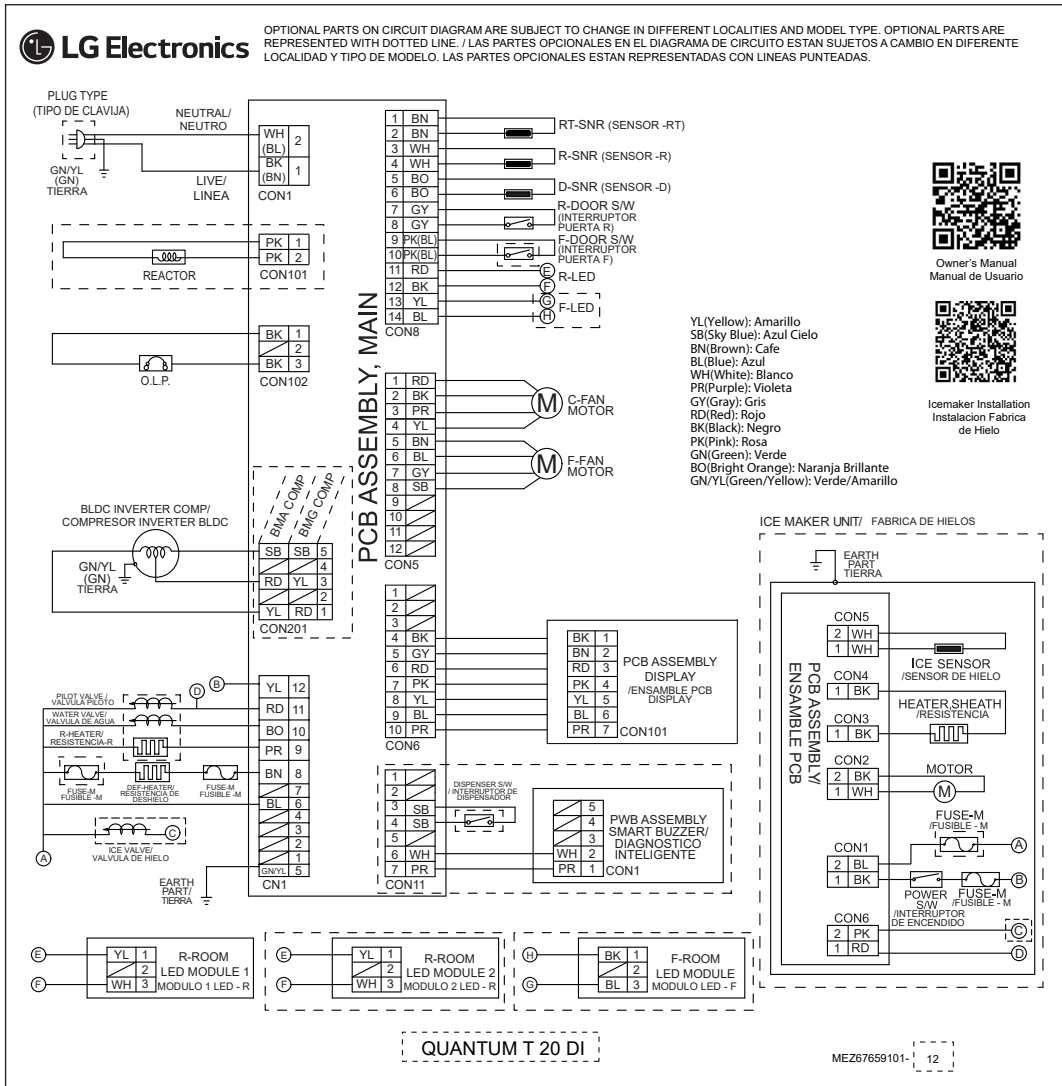 LG Electronics
OPTIONAL PARTS ON CIRCUIT DIAGRAM ARE SUBJECT TO CHANGE IN DIFFERENT LOCALITIES AND MODEL TYPE. OPTIONAL PARTS ARE
REPRESENTED WITH DOTTED LINE. / LAS PARTES OPCIONALES EN EL DIAGRAMA DE CIRCUITO ESTAN SUJETOS A CAMBIO EN DIFERENTE
LOCALIDAD Y TIPO DE MODELO. LAS PARTES OPCIONALES ESTAN REPRESENTADAS CON LINEAS PUNTEADAS.
PLUG TYPE
(TIPO DE CLAVIJA)
NEUTRAL/
NEUTRO
GN/YL
(GN)
TIERRA
LIVE/
LINEA
WH
(BL) 2
BK
(BN) 1
CON1
REACTOR
PK 1
PK 2
CON101
O.L.P.
BK 1
2
BK 3
CON102
BLDC INVERTER COMP/
COMPRESOR INVERTER BLDC
GN/YL
(GN)
TIERRA
BMA COMP
BMG COMP
SB SB 5
4
RD YL 3
2
YL RD 1
CON201
PILOT VALVE /
VALVULA PILOTO
WATER VALVE/
VALVULA DE AGUA
R-HEATER/
RESISTENCIA-R
FUSE-M
FUSIBLE -M
DEF-HEATER/
RESISTENCIA DE
DESHIELO
FUSE-M
FUSIBLE -M
ICE VALVE/
VALVULA DE HIELO
A
B
C
D
EARTH
PART/
TIERRA
YL 12
RD 11
BO 10
PR 9
BN 8
7
BL 6
4
3
2
1
GN/YL 5
CN1
PCB ASSEMBLY, MAIN
1 BN
2 BN
3 WH
4 WH
5 BO
6 BO
7 GY
8 GY
9 PK(BL)
10 PK(BL)
11 RD
12 BK
13 YL
14 BL
CON8
RT-SNR (SENSOR -RT)
R-SNR (SENSOR -R)
D-SNR (SENSOR -D)
R-DOOR S/W
(INTERRUPTOR
PUERTA R)
F-DOOR S/W
(INTERRUPTOR
PUERTA F)
E
F
R-LED
G
H
F-LED
1 RD
2 BK
3 PR
4 YL
5 BN
6 BL
7 GY
8 SB
9
10
11
12
CON5
M
C-FAN
MOTOR
M
F-FAN
MOTOR
1
2
3
4 BK
5 GY
6 RD
7 PK
8 YL
9 BL
10 PR
CON6
BK 1
BN 2
RD 3
PK 4
YL 5
BL 6
PR 7
CON101
PCB ASSEMBLY
DISPLAY
/ENSAMBLE PCB
DISPLAY
1
2
3 SB
4 SB
5
6 WH
7 PR
CON11
DISPENSER S/W
/ INTERRUPTOR DE
DISPENSADOR
5
4
3
WH 2
PR 1
CON1
PWB ASSEMBLY
SMART BUZZER/
DIAGNOSTICO
INTELIGENTE
YL(Yellow): Amarillo
SB(Sky Blue): Azul Cielo
BN(Brown): Cafe
BL(Blue): Azul
WH(White): Blanco
PR(Purple): Violeta
GY(Gray): Gris
RD(Red): Rojo
BK(Black): Negro
PK(Pink): Rosa
GN(Green): Verde
BO(Bright Orange): Naranja Brillante
GN/YL(Green/Yellow): Verde/Amarillo
Owner's Manual
Manual de Usuario
Icemaker Installation
Instalacion Fabrica
de Hielo
ICE MAKER UNIT/ FABRICA DE HIELOS
EARTH
PART
TIERRA
PCB ASSEMBLY/
ENSAMBLE PCB
CON5
2 WH
1 WH
ICE SENSOR
/SENSOR DE HIELO
CON4
1 BK
HEATER,SHEATH
/RESISTENCIA
CON3
1 BK
CON2
2 BK
1 WH
MOTOR
M
FUSE-M
/FUSIBLE - M
A
CON1
2 BL
1 BK
B
POWER
S/W
/INTERRUPTOR
DE ENCENDIDO
FUSE-M
/FUSIBLE - M
CON6
2 PK
1 RD
C
D
E
F
YL 1
2
WH 3
R-ROOM
LED MODULE 1
MODULO 1 LED - R
E
F
YL 1
2
WH 3
R-ROOM
LED MODULE 2
MODULO 2 LED - R
H
G
BK 1
2
BL 3
F-ROOM
LED MODULE
MODULO LED - F
QUANTUM T 20 DI
MEZ67659101- 12